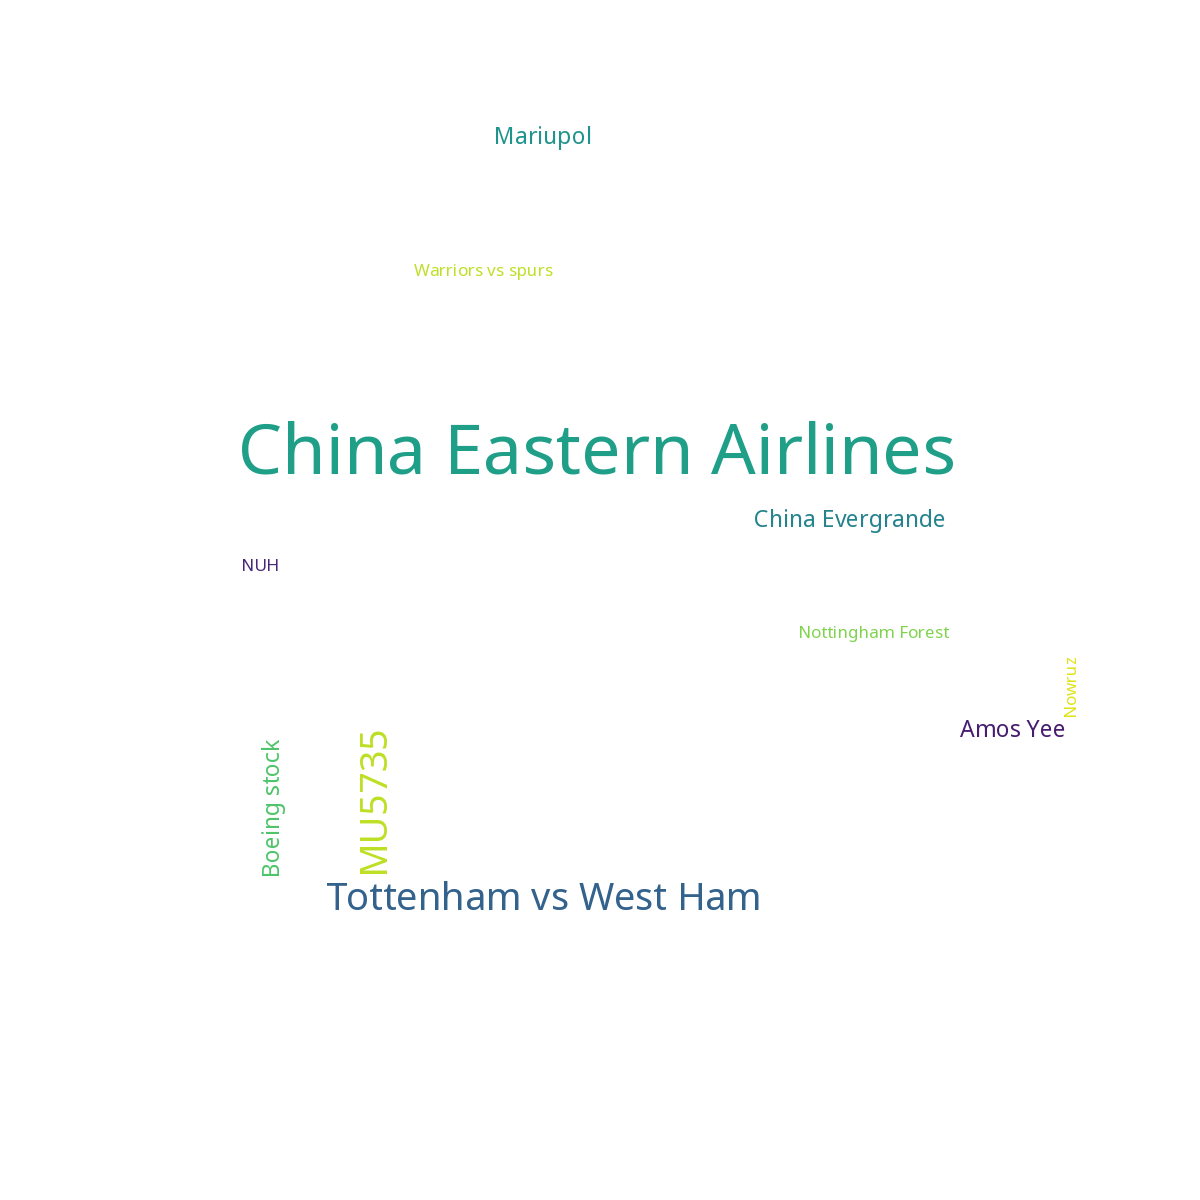 Mariupol
Warriors vs spurs
China Eastern Airlines
China Evergrande
NUH
Nottingham Forest
Nowruz
Amos Yee
Boeing stock
MU5735
Tottenham vs West Ham